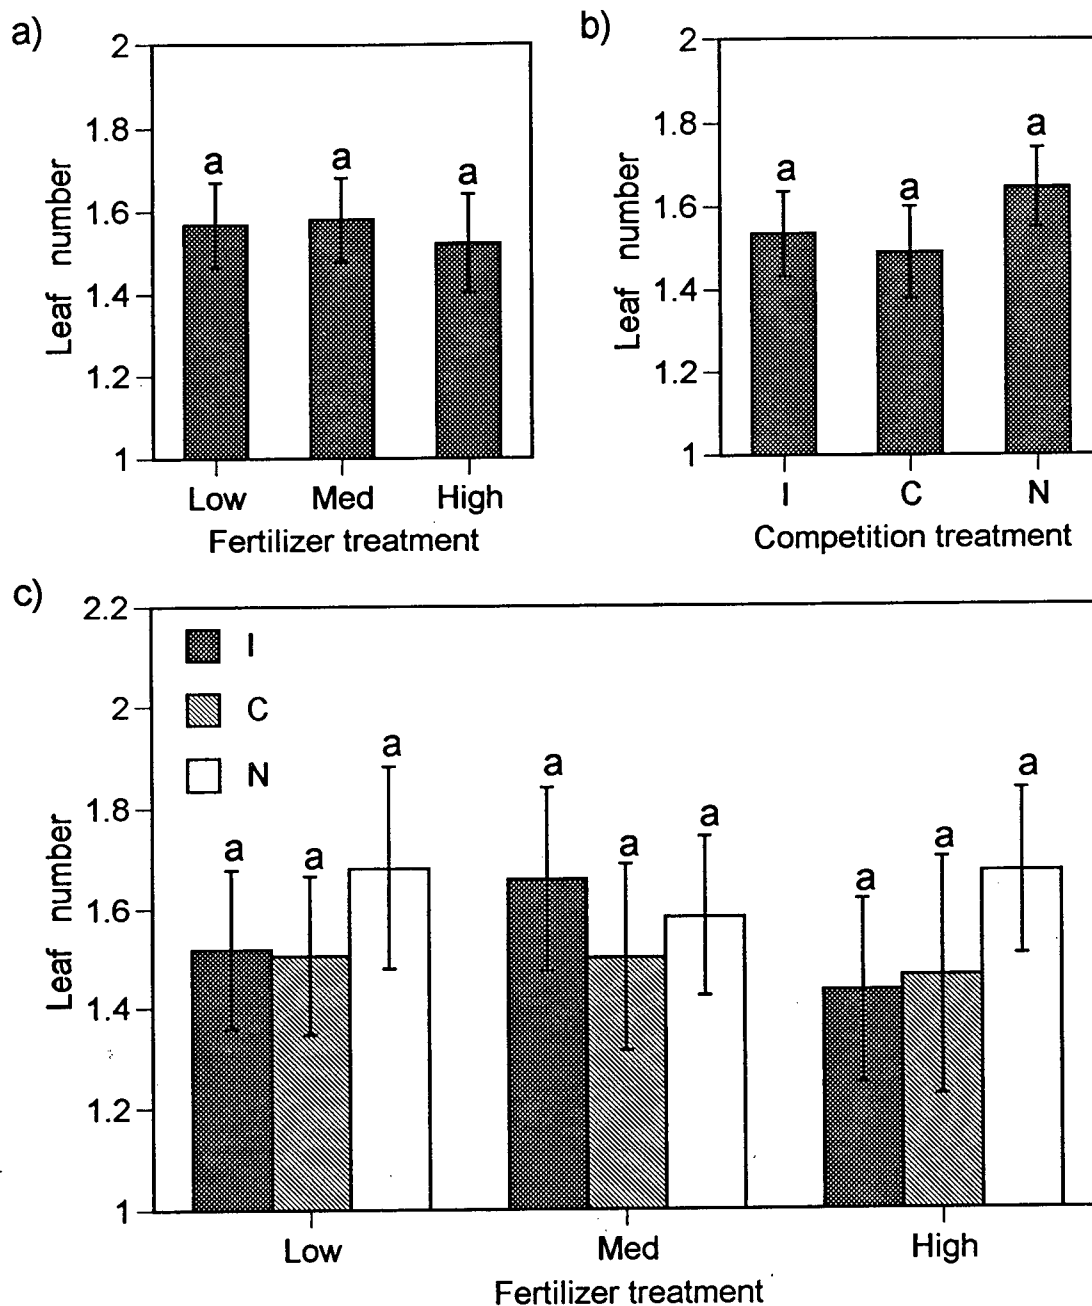 a)
2
1.8
1.6
1.4
1.2
1
Leaf number
a a a
Low Med High
Fertilizer treatment
b)
2
1.8
1.6
1.4
1.2
1
Leaf number
a a a
I C N
Competition treatment
c)
2.2
2
1.8
1.6
1.4
1.2
1
Leaf number
I
C
N
a a a a a a a a a
Low Med High
Fertilizer treatment